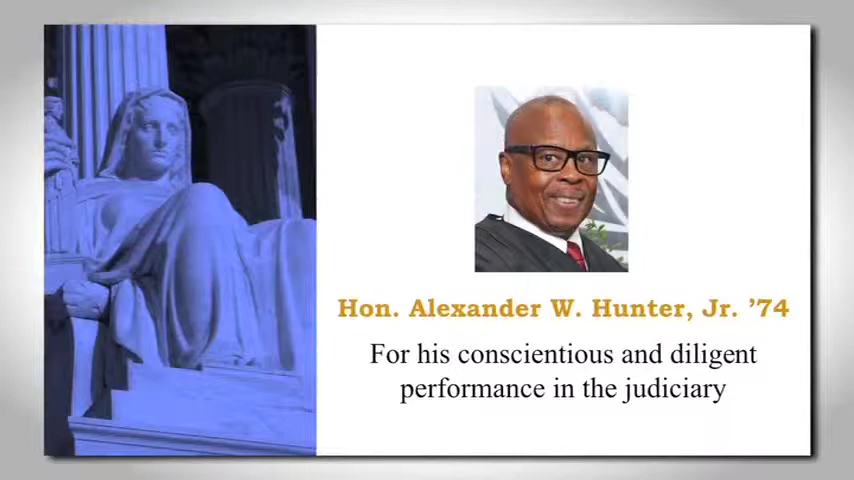 Hon. Alexander W. Hunter, Jr. ’74
For his conscientious and diligent
performance in the judiciary